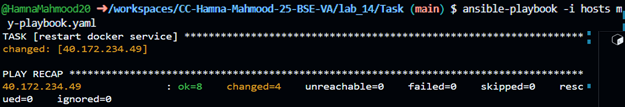 @HamnaMahmood20 ➜/workspaces/CC-Hamna-Mahmood-25-BSE-VA/lab_14/Task (main) $ ansible-playbook -i hosts m
y-playbook.yaml
TASK [restart docker service] **************************************************************
changed: [40.172.234.49]
PLAY RECAP *********************************************************************************
40.172.234.49              : ok=8    changed=4    unreachable=0    failed=0    skipped=0    resc
ued=0    ignored=0